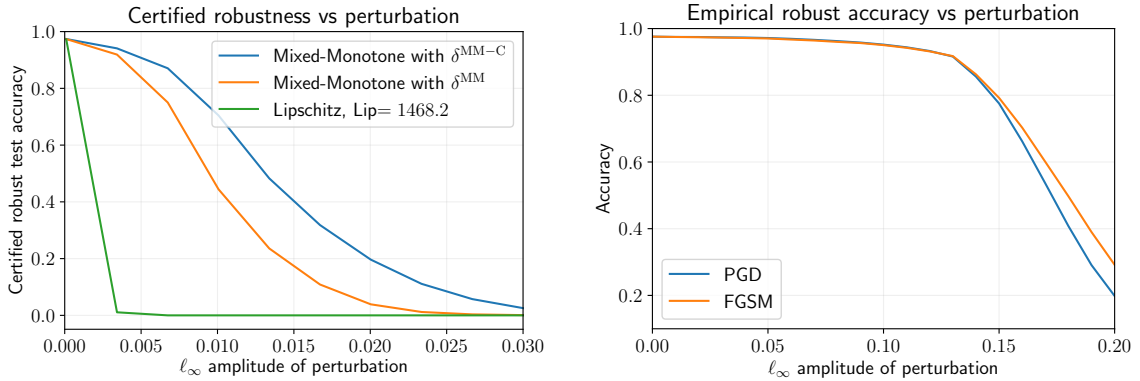 Certified robustness vs perturbation
Certified robust test accuracy
1.0
0.8
0.6
0.4
0.2
0.0
Mixed-Monotone with δ^MM−C
Mixed-Monotone with δ^MM
Lipschitz, Lip= 1468.2
0.000 0.005 0.010 0.015 0.020 0.025 0.030
ℓ∞ amplitude of perturbation
Empirical robust accuracy vs perturbation
Accuracy
1.0
0.8
0.6
0.4
0.2
PGD
FGSM
0.00 0.05 0.10 0.15 0.20
ℓ∞ amplitude of perturbation